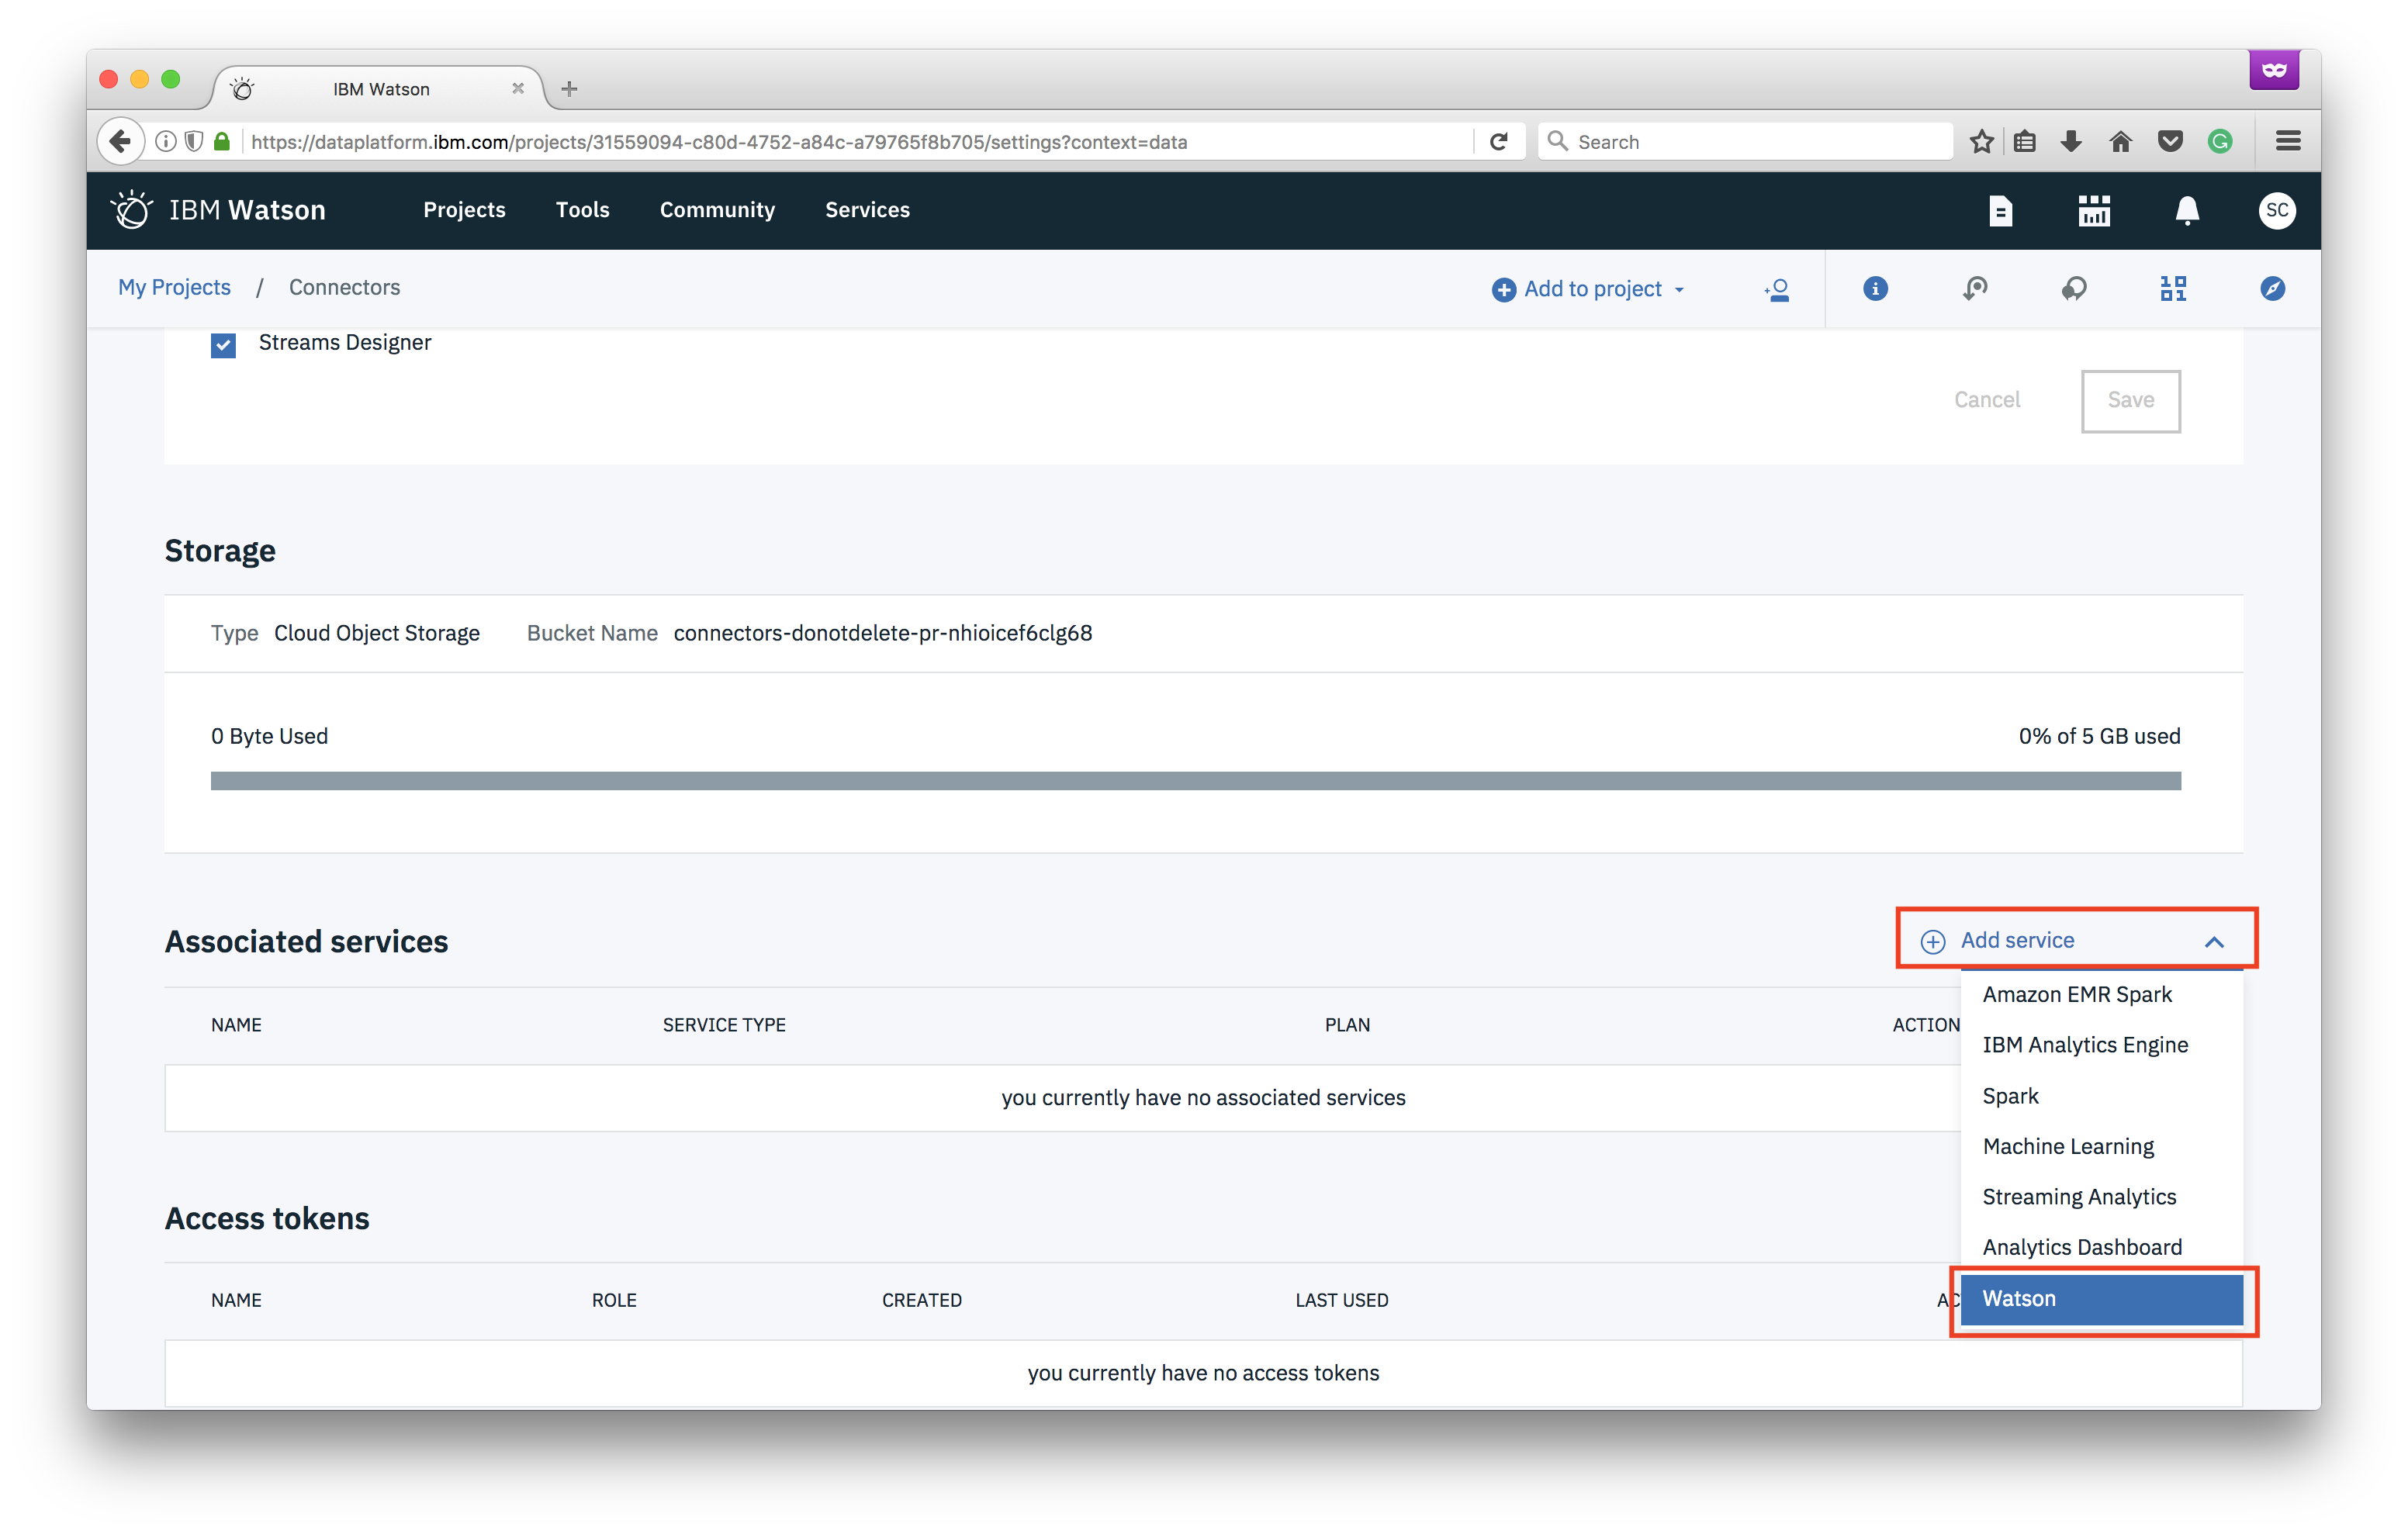 IBM Watson
https://dataplatform.ibm.com/projects/31559094-c80d-4752-a84c-a79765f8b705/settings?context=data
Search
IBM Watson Projects Tools Community Services SC
My Projects / Connectors Add to project
Streams Designer
Cancel Save
Storage
Type Cloud Object Storage Bucket Name connectors-donotdelete-pr-nhioicef6clg68
0 Byte Used 0% of 5 GB used
Associated services
Add service
Amazon EMR Spark
IBM Analytics Engine
Spark
Machine Learning
Streaming Analytics
Analytics Dashboard
Watson
NAME SERVICE TYPE PLAN ACTION
you currently have no associated services
Access tokens
NAME ROLE CREATED LAST USED AC
you currently have no access tokens